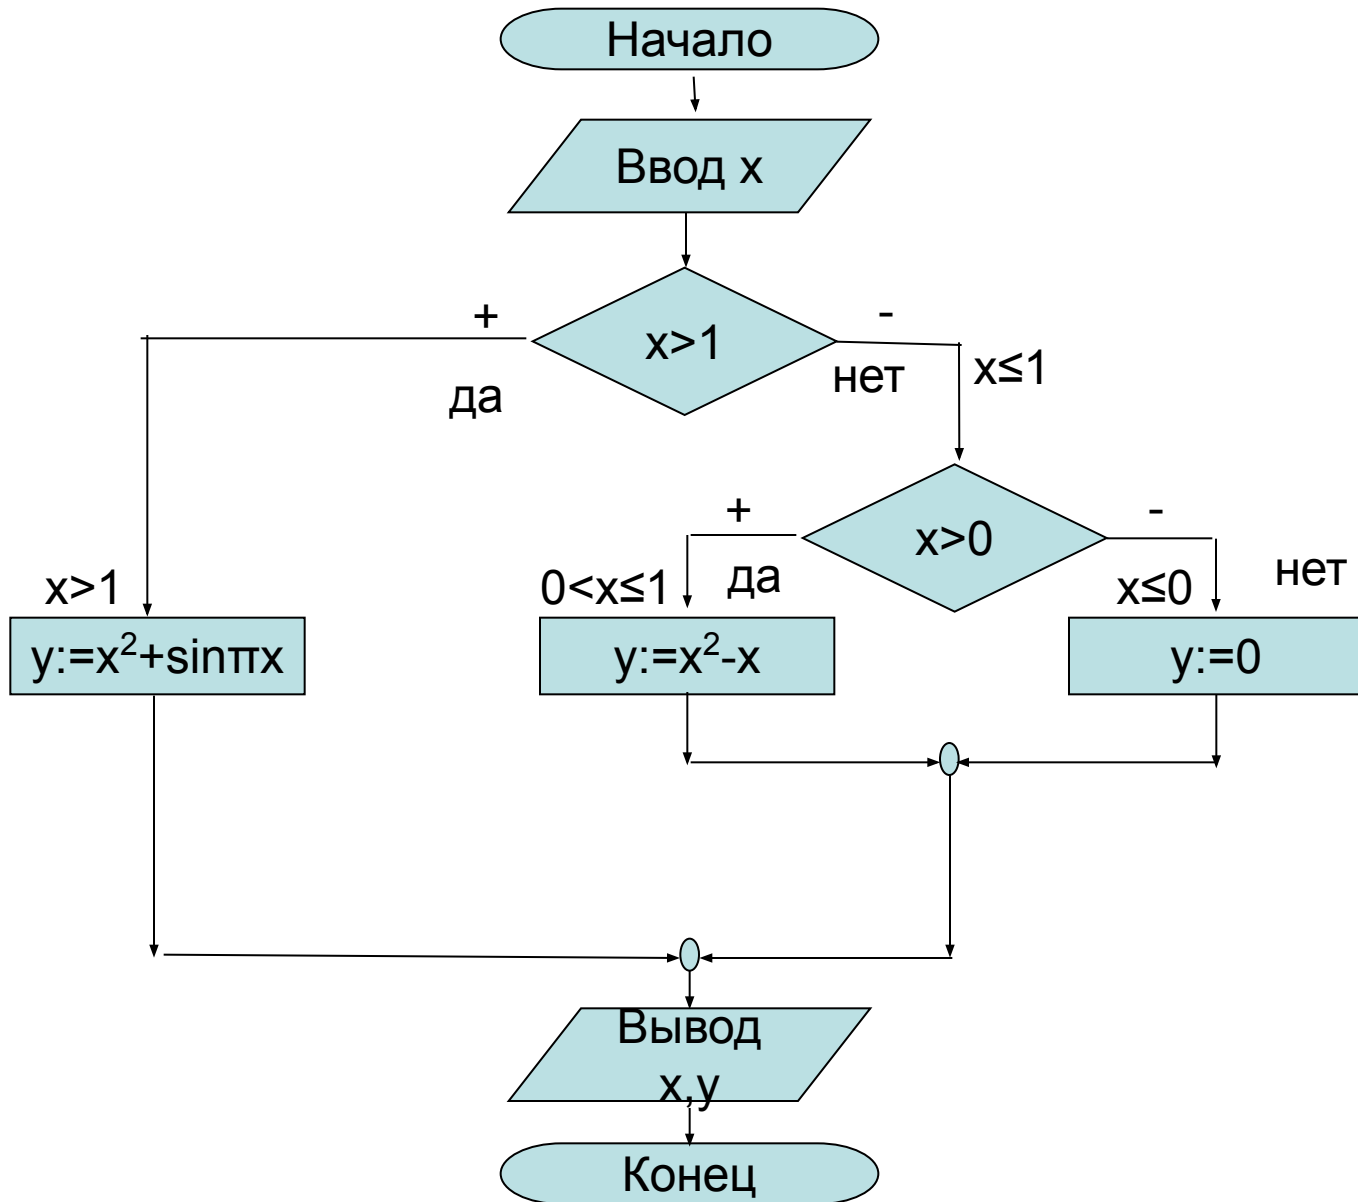 Начало
Ввод x
x>1
+
да
-
нет
x≤1
x>0
+
да
-
нет
x>1
0<x≤1
x≤0
y:=x²+sinπx
y:=x²-x
y:=0
Вывод
x,y
Конец